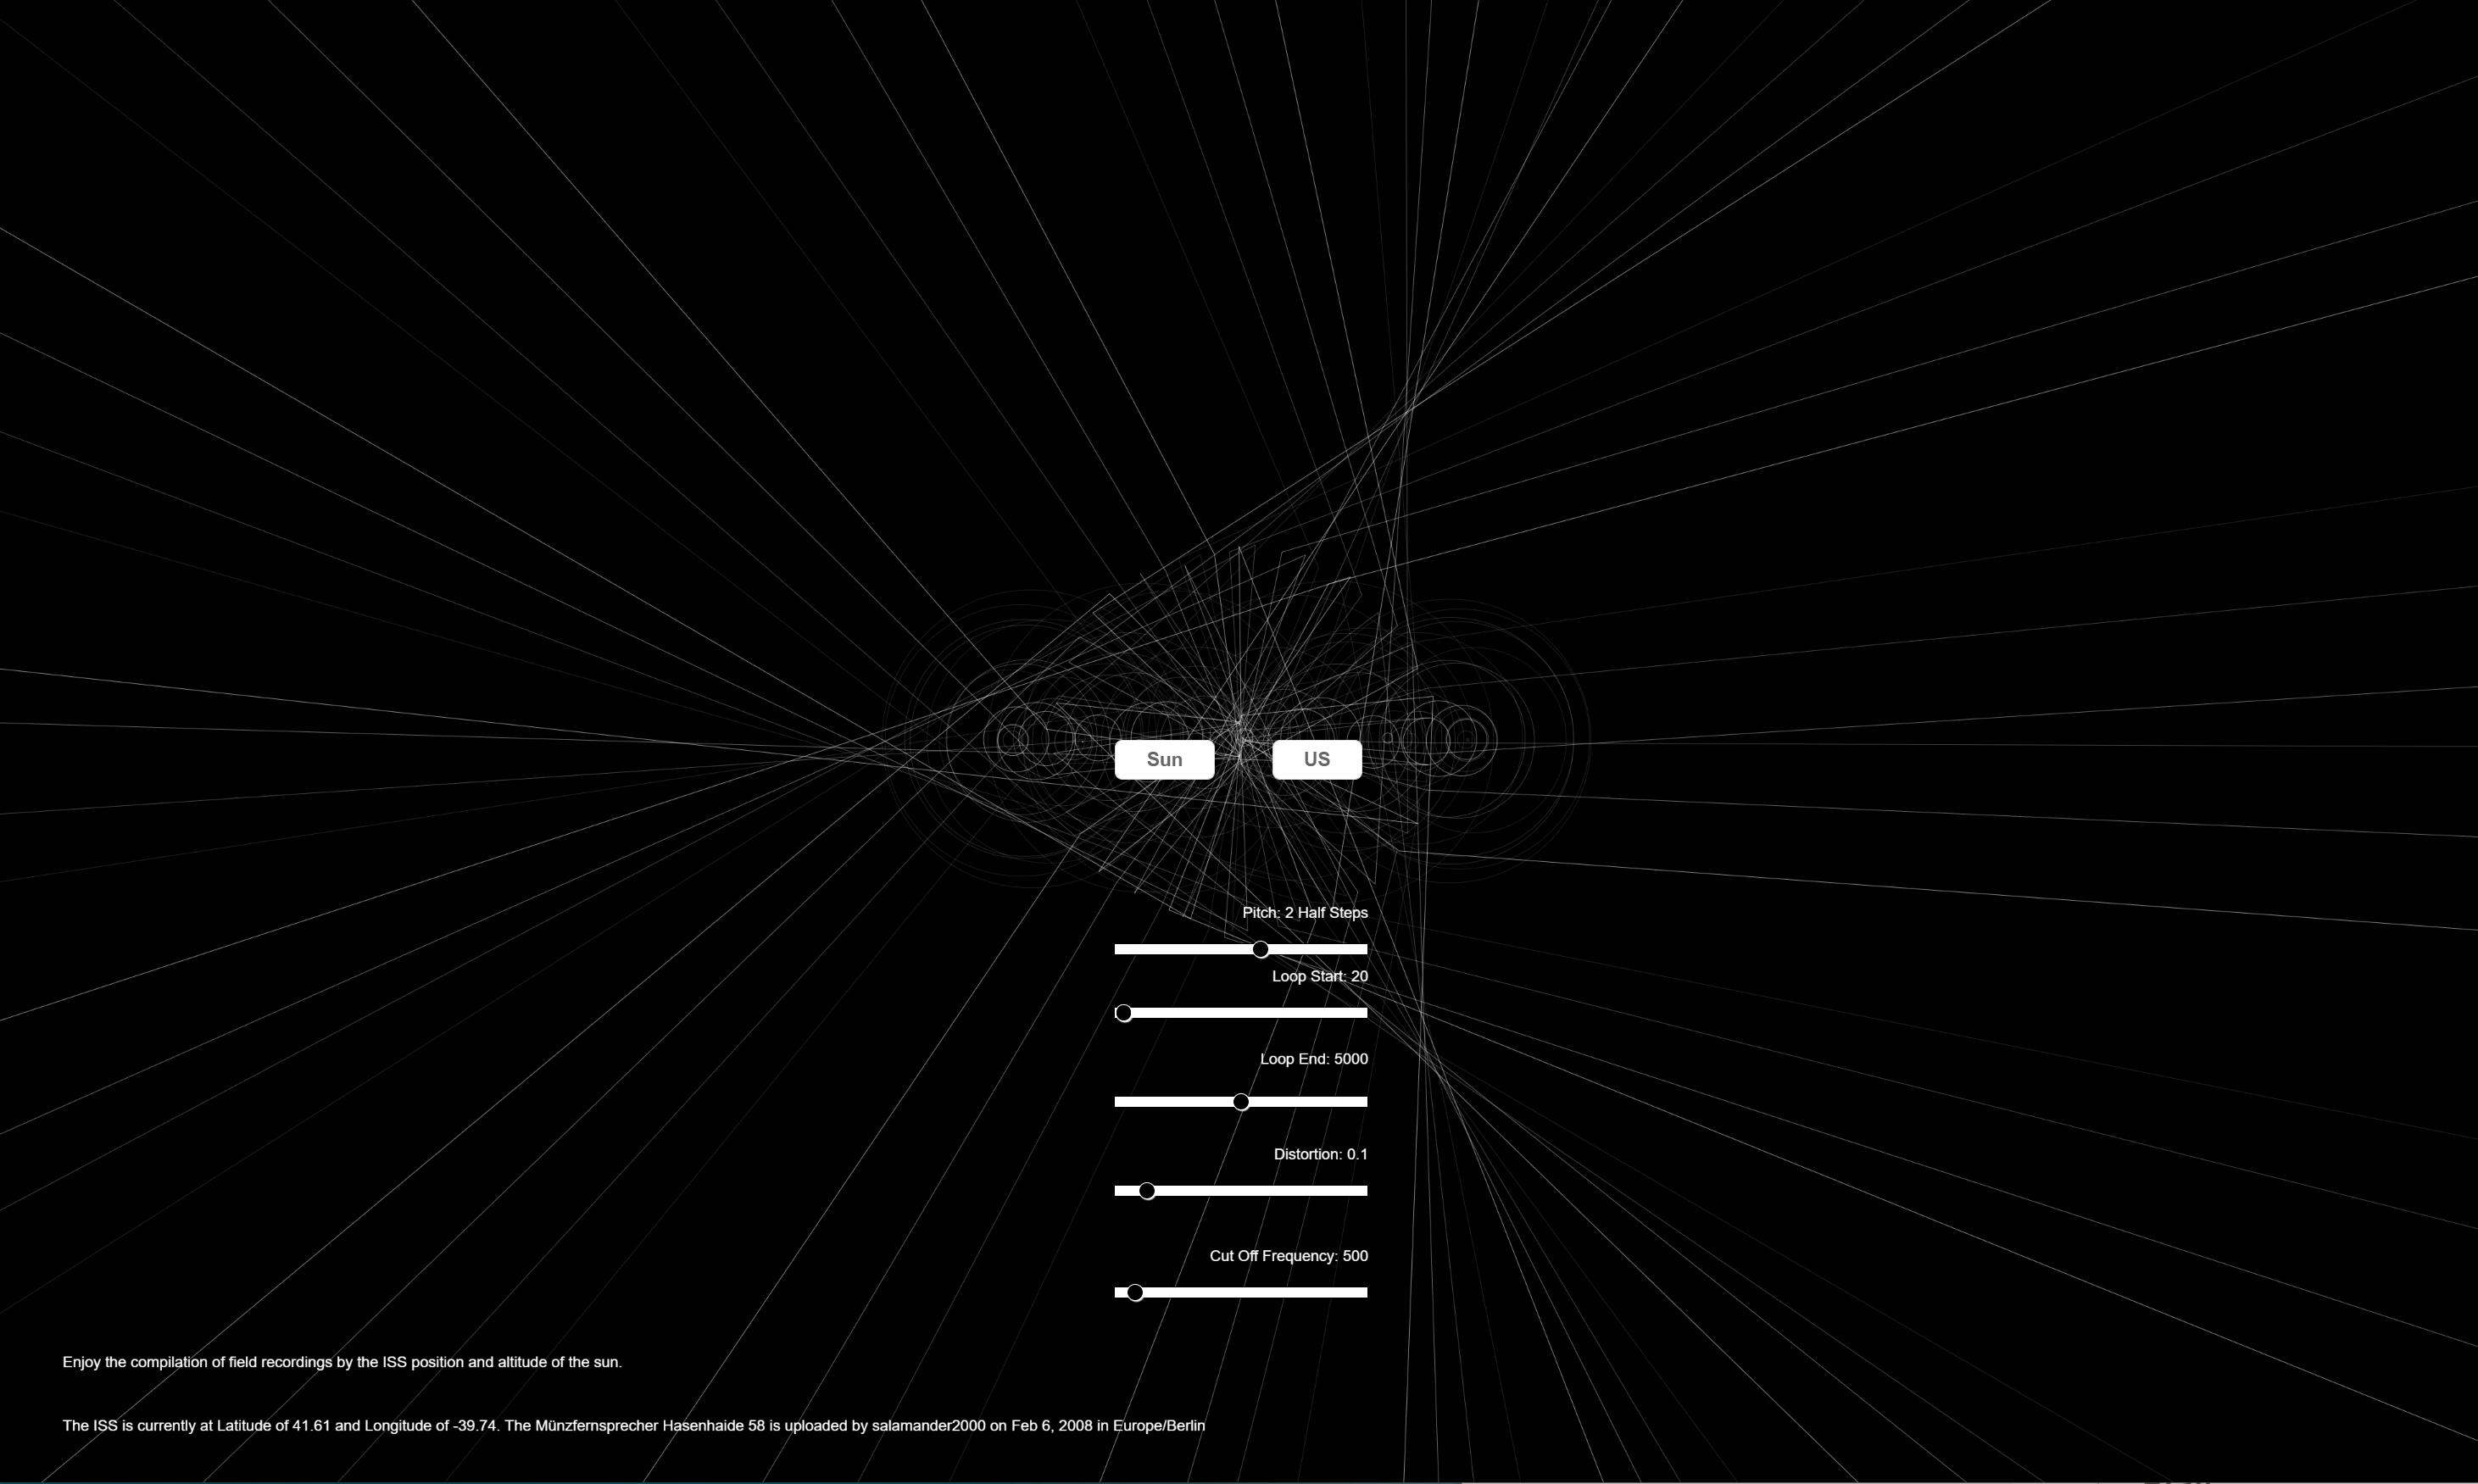 Sun
US
Pitch: 2 Half Steps
Loop Start: 20
Loop End: 5000
Distortion: 0.1
Cut Off Frequency: 500
Enjoy the compilation of field recordings by the ISS position and altitude of the sun.
The ISS is currently at Latitude of 41.61 and Longitude of -39.74. The Münzfernsprecher Hasenhaide 58 is uploaded by salamander2000 on Feb 6, 2008 in Europe/Berlin